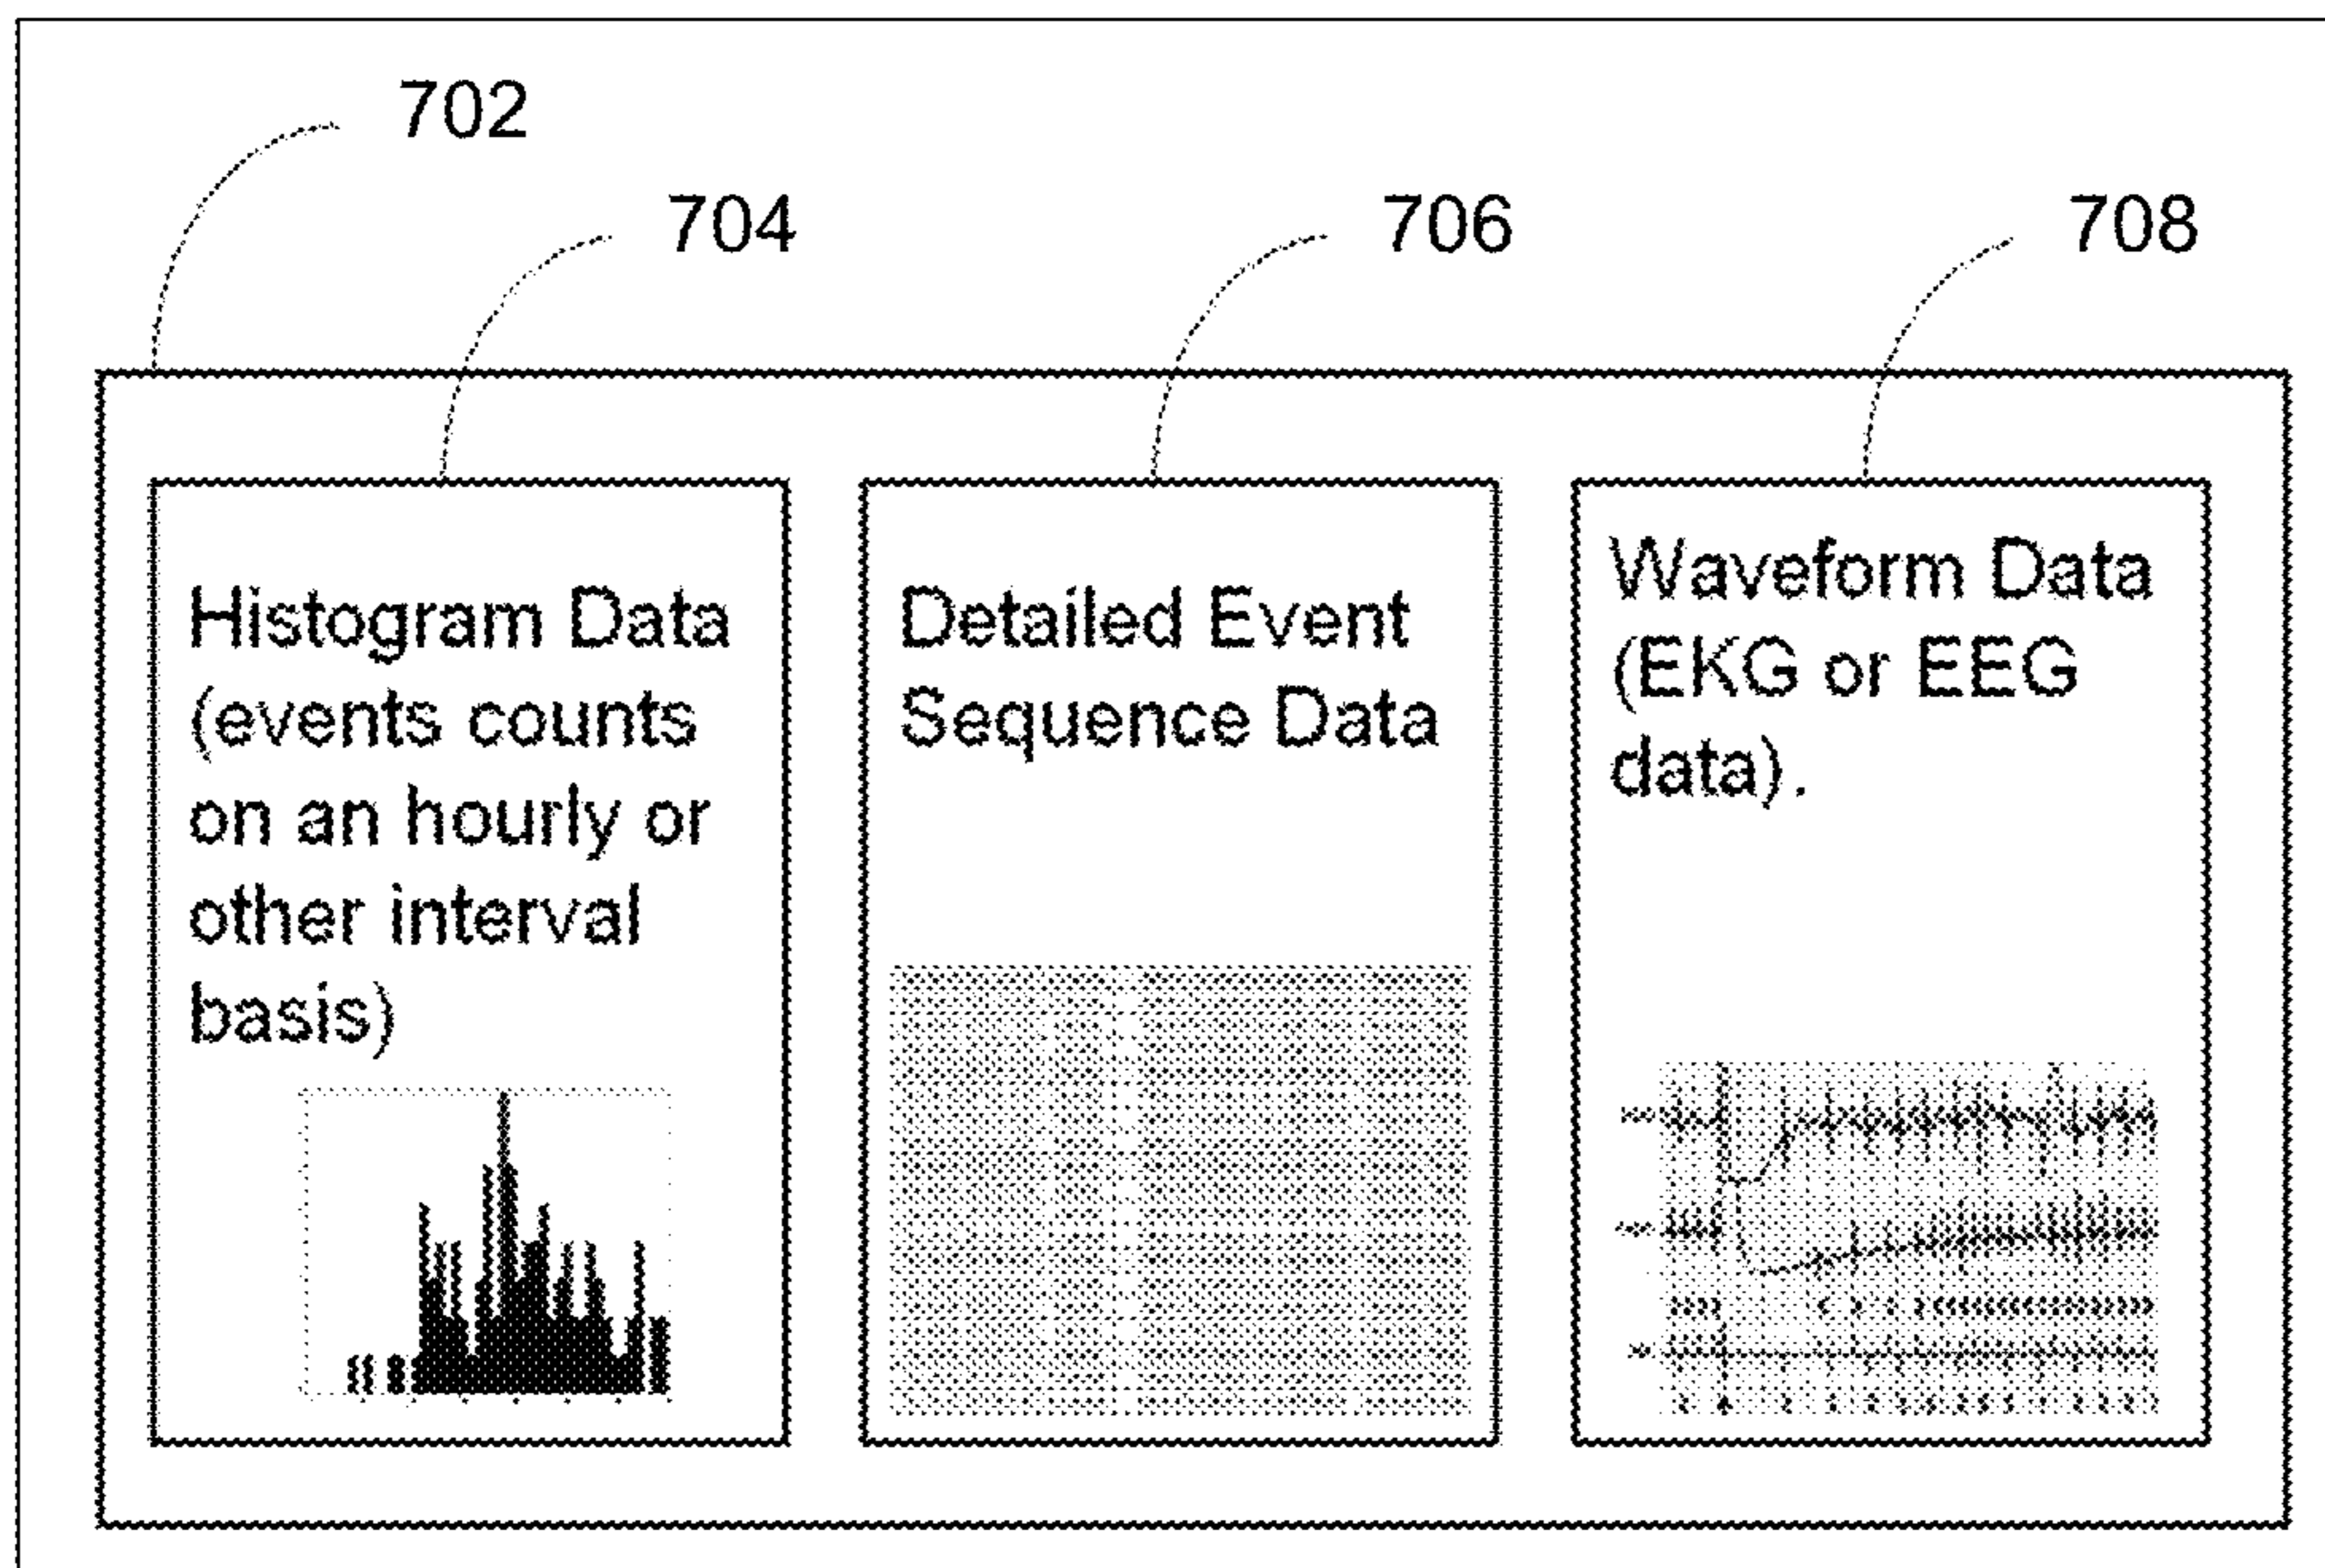 702
704
706
708
Histogram Data
(events counts
on an hourly or
other interval
basis)
Detailed Event
Sequence Data
Waveform Data
(EKG or EEG
data).